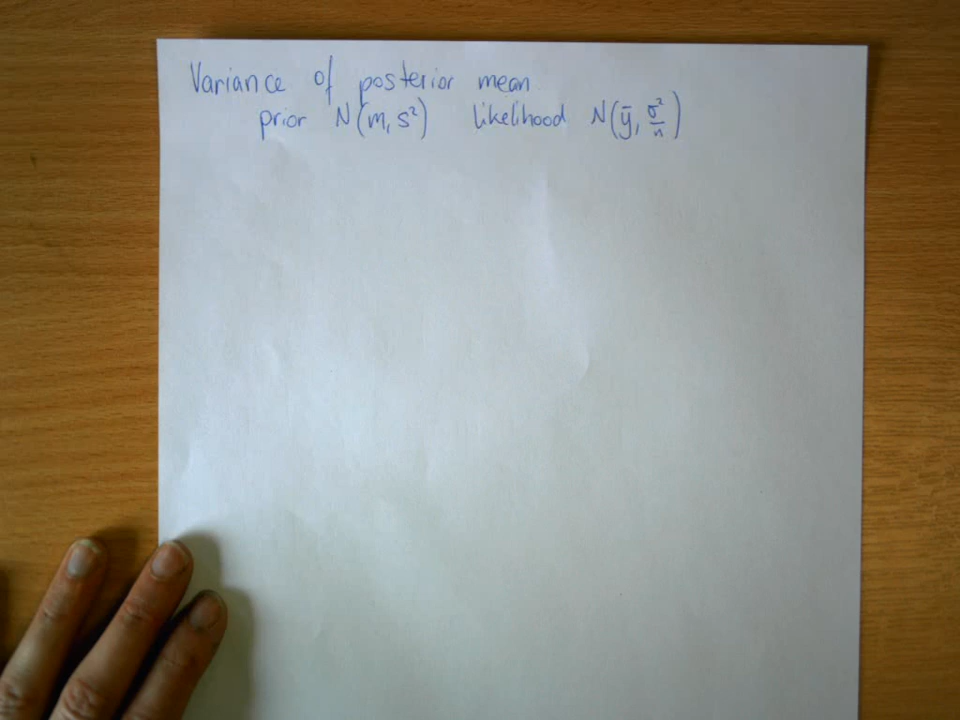 Variance of posterior mean
prior N(m, s²) likelihood N(ȳ, σ²/n)